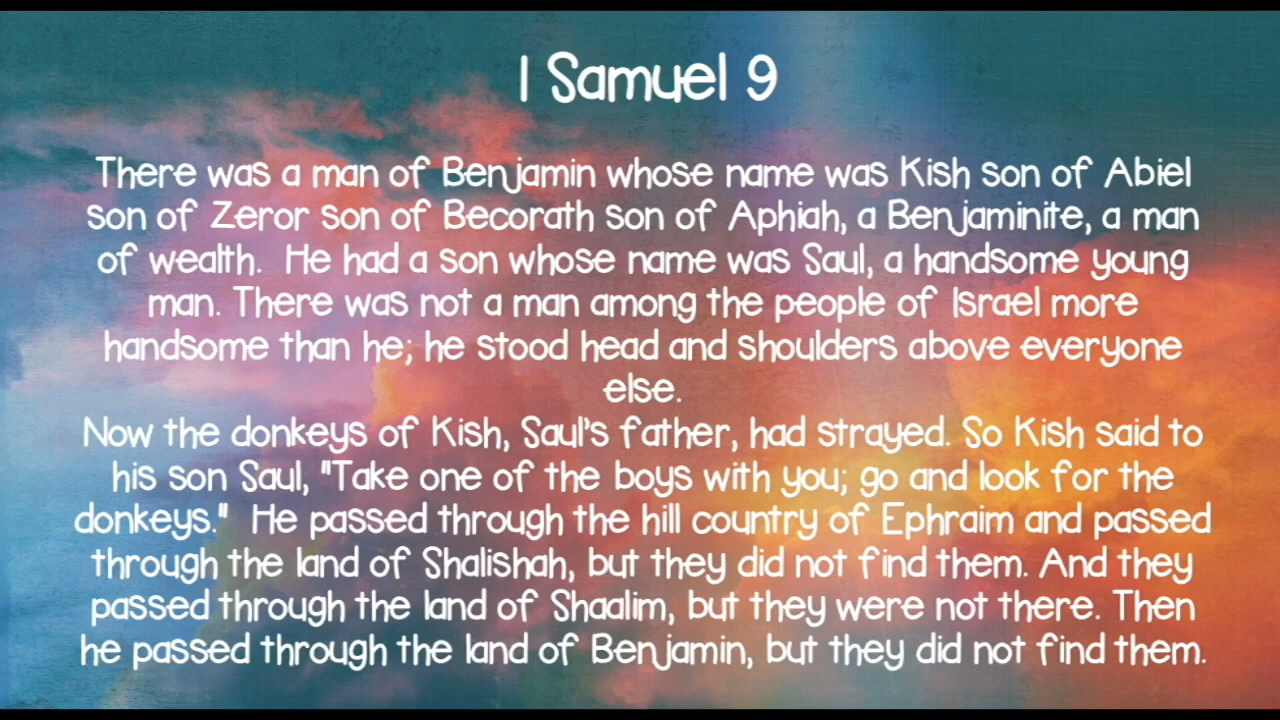 1 Samuel 9
There was a man of Benjamin whose name was Kish son of Abiel
son of Zeror son of Becorath son of Aphiah, a Benjaminite, a man
of wealth.  He had a son whose name was Saul, a handsome young
man. There was not a man among the people of Israel more
handsome than he; he stood head and shoulders above everyone
else.
Now the donkeys of Kish, Saul's father, had strayed. So Kish said to
his son Saul, "Take one of the boys with you; go and look for the
donkeys."  He passed through the hill country of Ephraim and passed
through the land of Shalishah, but they did not find them. And they
passed through the land of Shaalim, but they were not there. Then
he passed through the land of Benjamin, but they did not find them.